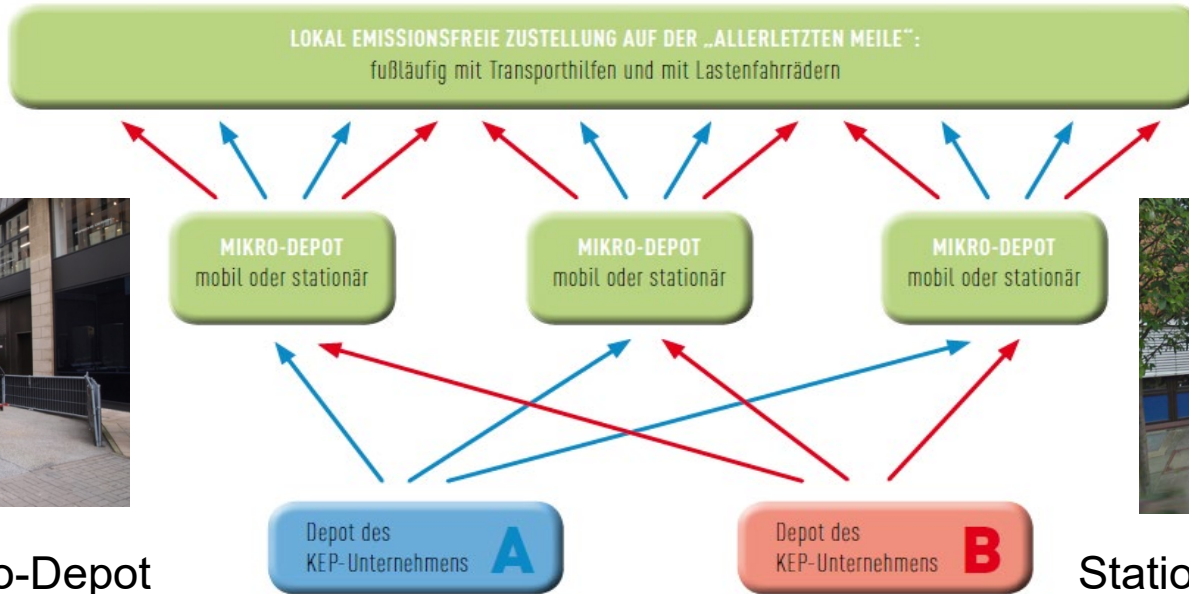 LOKAL EMISSIONSFREIE ZUSTELLUNG AUF DER „ALLERLETZTEN MEILE“:
fußläufig mit Transporthilfen und mit Lastenfahrrädern
MIKRO-DEPOT
mobil oder stationär
MIKRO-DEPOT
mobil oder stationär
MIKRO-DEPOT
mobil oder stationär
Depot des
KEP-Unternehmens A
Depot des
KEP-Unternehmens B
o-Depot
Statio